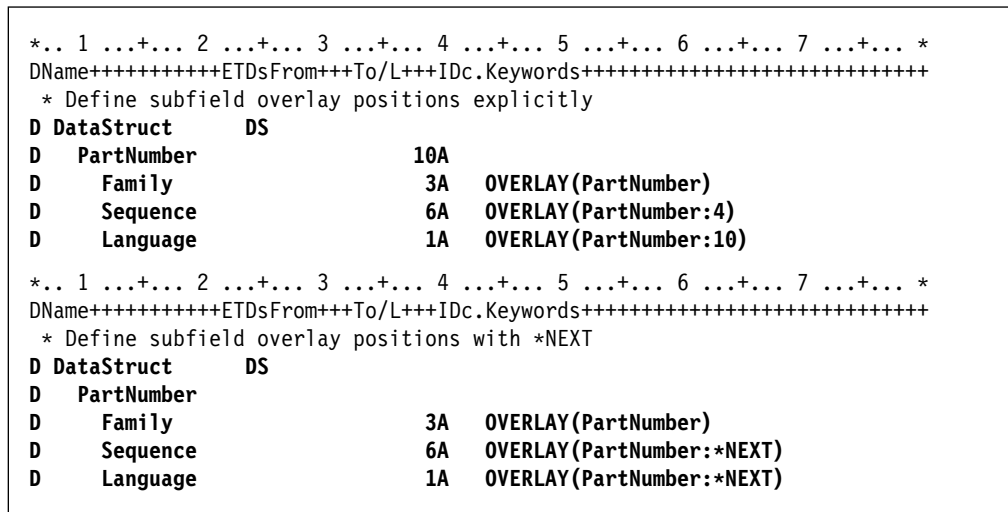 *.. 1 ...+... 2 ...+... 3 ...+... 4 ...+... 5 ...+... 6 ...+... 7 ...+... *
DName+++++++++++ETDsFrom+++To/L+++IDc.Keywords+++++++++++++++++++++++++++++
 * Define subfield overlay positions explicitly
D DataStruct      DS
D   PartNumber                  10A
D     Family                     3A   OVERLAY(PartNumber)
D     Sequence                   6A   OVERLAY(PartNumber:4)
D     Language                   1A   OVERLAY(PartNumber:10)
*.. 1 ...+... 2 ...+... 3 ...+... 4 ...+... 5 ...+... 6 ...+... 7 ...+... *
DName+++++++++++ETDsFrom+++To/L+++IDc.Keywords+++++++++++++++++++++++++++++
 * Define subfield overlay positions with *NEXT
D DataStruct      DS
D   PartNumber
D     Family                     3A   OVERLAY(PartNumber)
D     Sequence                   6A   OVERLAY(PartNumber:*NEXT)
D     Language                   1A   OVERLAY(PartNumber:*NEXT)